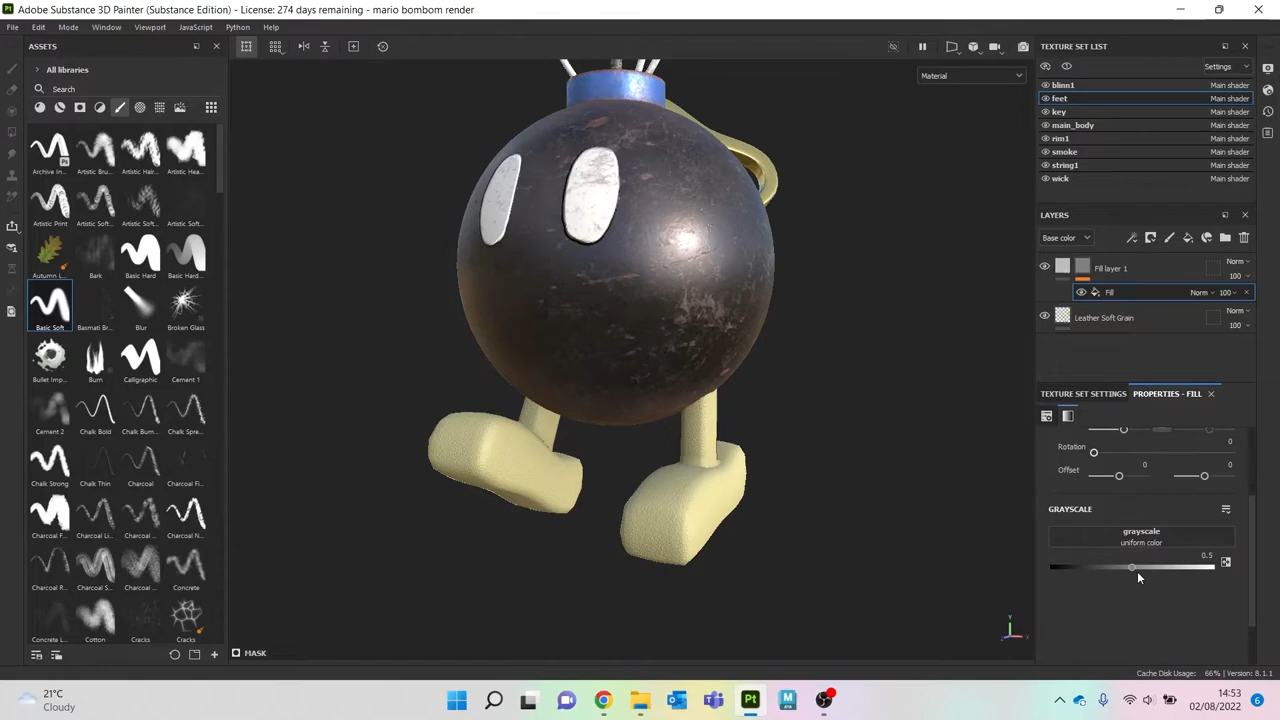 Adobe Substance 3D Painter (Substance Edition) - License: 274 days remaining - mario bombom render
File Edit Mode Window Viewport JavaScript Python Help
ASSETS
All libraries
Search
Archive In... Artistic Bru... Artistic Hair... Artistic Hea...
Artistic Print Artistic Soft... Artistic Soft... Artistic Soft...
Autumn L... Bark Basic Hard Basic Hard...
Basic Soft Basmati Br... Blur Broken Glass
Bullet Imp... Burn Calligraphic Cement 1
Cement 2 Chalk Bold Chalk Bum... Chalk Spre...
Chalk Strong Chalk Thin Charcoal Charcoal Fi...
Charcoal F... Charcoal Li... Charcoal ... Charcoal N...
Charcoal R... Charcoal S... Charcoal ... Concrete
Concrete L... Cotton Cracks Cracks
Material
Y
MASK
TEXTURE SET LIST
Settings
blinn1 Main shader
feet Main shader
key Main shader
main_body Main shader
rim1 Main shader
smoke Main shader
string1 Main shader
wick Main shader
LAYERS
Base color
Fill layer 1 Norm 100
Fill Norm 100
Leather Soft Grain Norm 100
TEXTURE SET SETTINGS PROPERTIES - FILL
Rotation 0
Offset 0 0
GRAYSCALE
grayscale
uniform color
0.5
Cache Disk Usage: 66% | Version: 8.1.1
21°C
Cloudy
Pt
14:53
02/08/2022
6